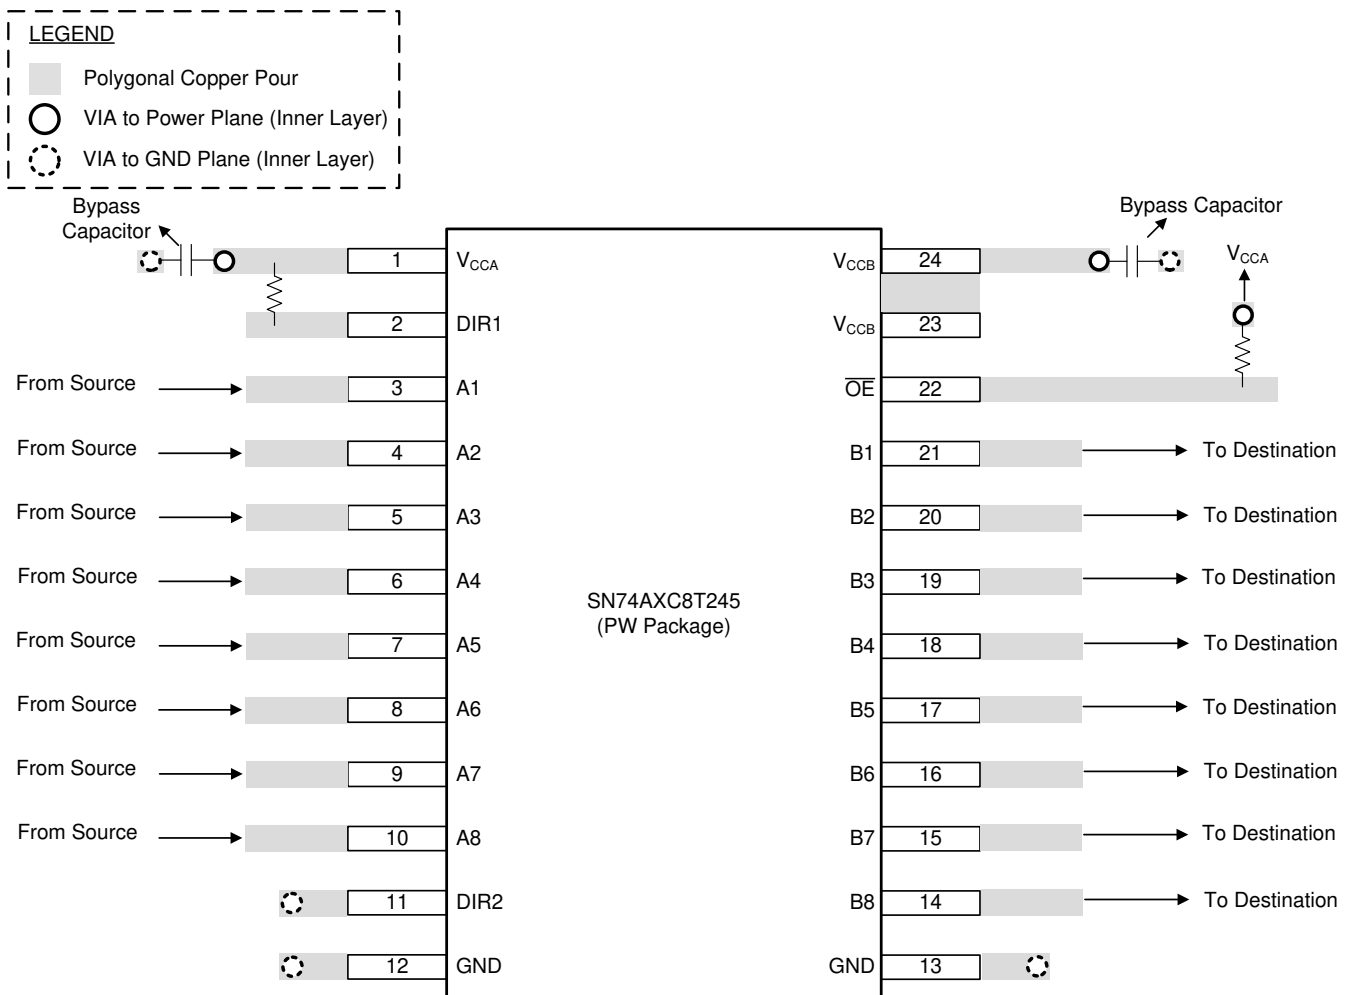 LEGEND
Polygonal Copper Pour
VIA to Power Plane (Inner Layer)
VIA to GND Plane (Inner Layer)
Bypass
Capacitor
Bypass Capacitor
1 VCCA VCCB 24 VCCA
2 DIR1 VCCB 23
From Source 3 A1 OE 22
From Source 4 A2 B1 21 To Destination
From Source 5 A3 B2 20 To Destination
From Source 6 A4 B3 19 To Destination
SN74AXC8T245
(PW Package)
From Source 7 A5 B4 18 To Destination
From Source 8 A6 B5 17 To Destination
From Source 9 A7 B6 16 To Destination
From Source 10 A8 B7 15 To Destination
11 DIR2 B8 14 To Destination
12 GND GND 13